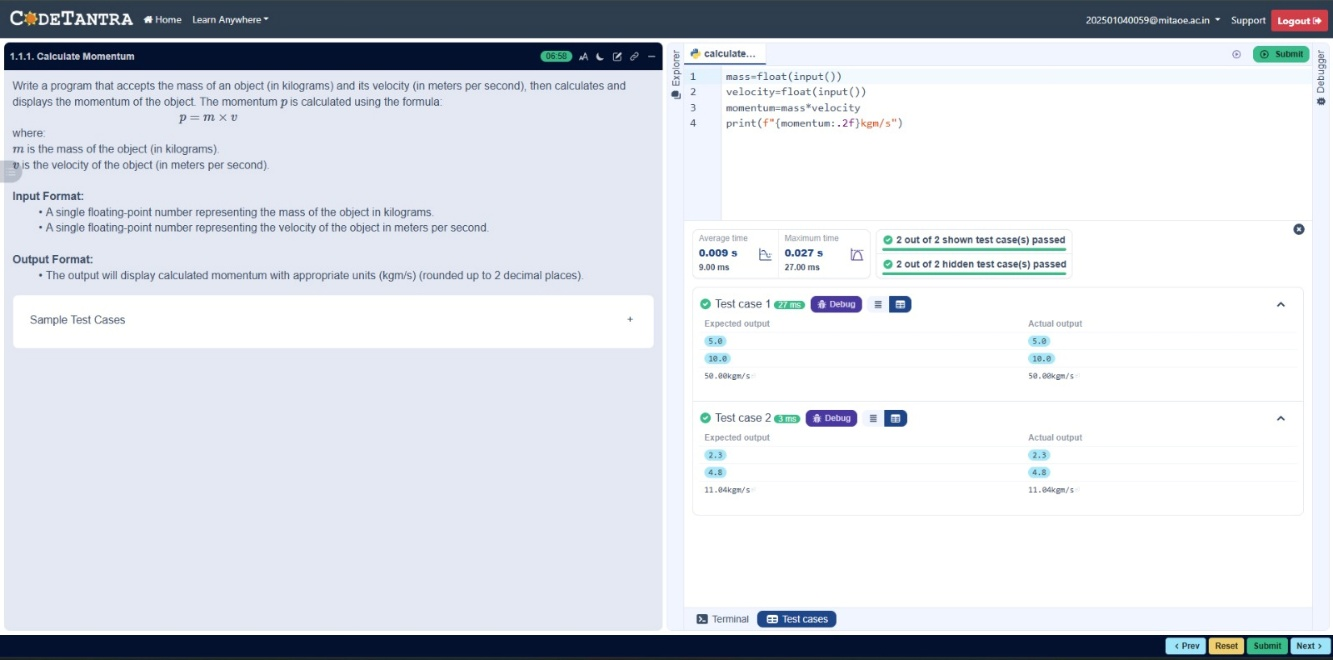 CODETANTRA Home Learn Anywhere 202501040059@mitaoe.ac.in Support Logout
1.1.1. Calculate Momentum 06:58 AA
Write a program that accepts the mass of an object (in kilograms) and its velocity (in meters per second), then calculates and
displays the momentum of the object. The momentum p is calculated using the formula:
p = m × v
where:
m is the mass of the object (in kilograms).
v is the velocity of the object (in meters per second).
Input Format:
• A single floating-point number representing the mass of the object in kilograms.
• A single floating-point number representing the velocity of the object in meters per second.
Output Format:
• The output will display calculated momentum with appropriate units (kgm/s) (rounded up to 2 decimal places).
Sample Test Cases +
Explorer
calculate...
Submit
Debugger
1 mass=float(input())
2 velocity=float(input())
3 momentum=mass*velocity
4 print(f"{momentum:.2f}kgm/s")
Average time Maximum time
0.009 s 0.027 s
9.00 ms 27.00 ms
2 out of 2 shown test case(s) passed
2 out of 2 hidden test case(s) passed
Test case 1 27 ms Debug
Expected output Actual output
5.0 5.0
10.0 10.0
50.00kgm/s 50.00kgm/s
Test case 2 3 ms Debug
Expected output Actual output
2.3 2.3
4.8 4.8
11.04kgm/s 11.04kgm/s
Terminal Test cases
< Prev Reset Submit Next >